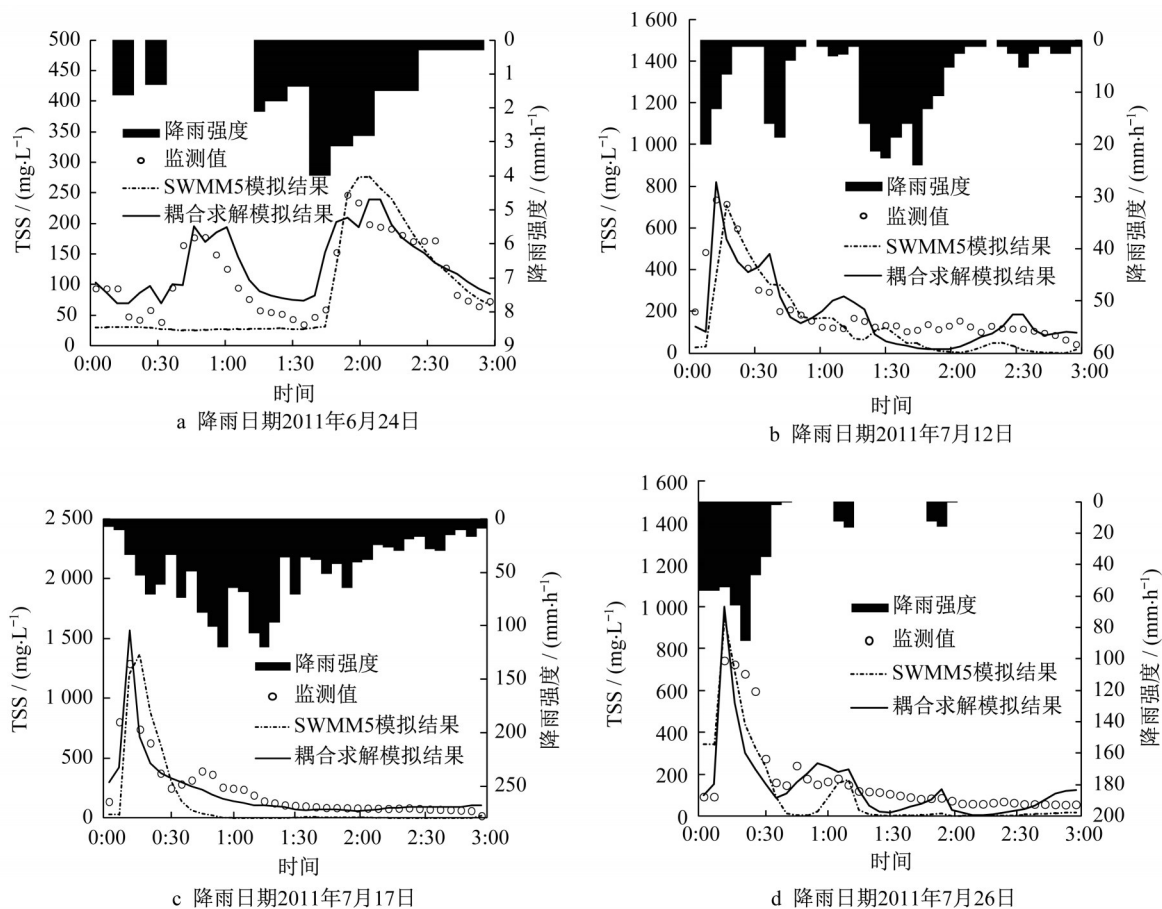 500
450
400
350
300
250
200
150
100
50
0
TSS / (mg·L⁻¹)
0
1
2
3
4
5
6
7
8
9
降雨强度 / (mm·h⁻¹)
降雨强度
监测值
SWMM5模拟结果
耦合求解模拟结果
0:00 0:30 1:00 1:30 2:00 2:30 3:00
时间
a 降雨日期2011年6月24日
1 600
1 400
1 200
1 000
800
600
400
200
0
TSS / (mg·L⁻¹)
0
10
20
30
40
50
60
降雨强度 / (mm·h⁻¹)
降雨强度
监测值
SWMM5模拟结果
耦合求解模拟结果
0:00 0:30 1:00 1:30 2:00 2:30 3:00
时间
b 降雨日期2011年7月12日
2 500
2 000
1 500
1 000
500
0
TSS / (mg·L⁻¹)
0
50
100
150
200
250
降雨强度 / (mm·h⁻¹)
降雨强度
监测值
SWMM5模拟结果
耦合求解模拟结果
0:00 0:30 1:00 1:30 2:00 2:30 3:00
时间
c 降雨日期2011年7月17日
1 600
1 400
1 200
1 000
800
600
400
200
0
TSS / (mg·L⁻¹)
0
20
40
60
80
100
120
140
160
180
200
降雨强度 / (mm·h⁻¹)
降雨强度
监测值
SWMM5模拟结果
耦合求解模拟结果
0:00 0:30 1:00 1:30 2:00 2:30 3:00
时间
d 降雨日期2011年7月26日